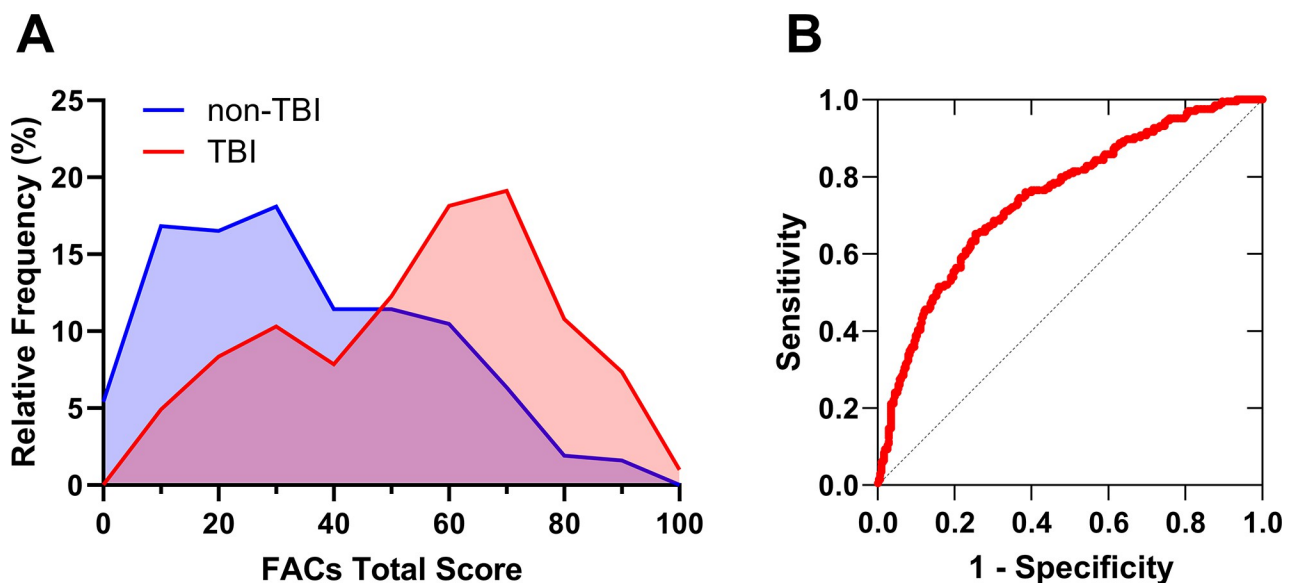 A
Relative Frequency (%)
25
20
15
10
5
0
non-TBI
TBI
0 20 40 60 80 100
FACs Total Score
B
Sensitivity
1.0
0.8
0.6
0.4
0.2
0.0
0.0 0.2 0.4 0.6 0.8 1.0
1 - Specificity